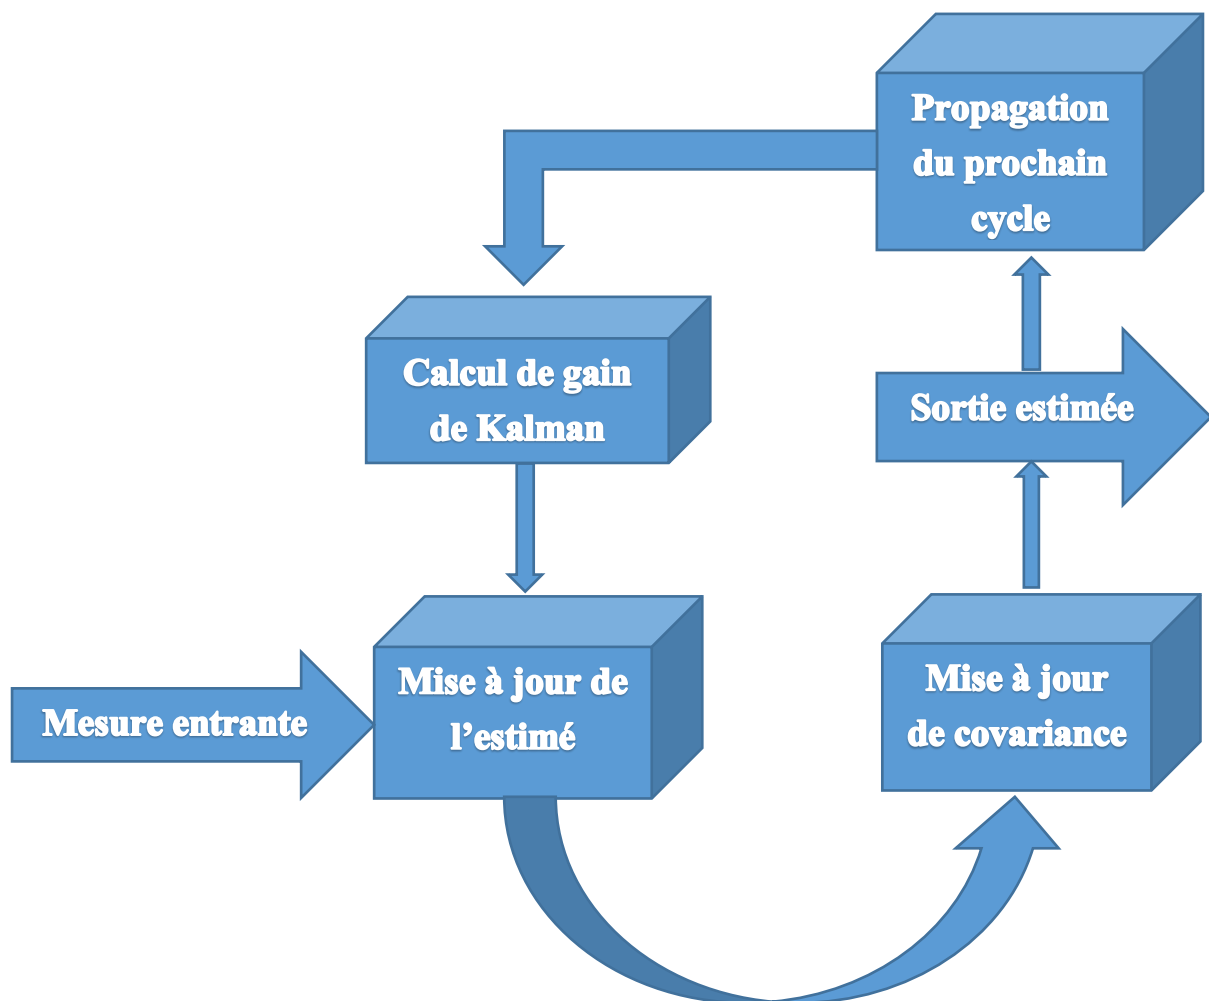 Propagation
du prochain
cycle
Calcul de gain
de Kalman
Sortie estimée
Mesure entrante
Mise à jour de
l’estimé
Mise à jour
de covariance